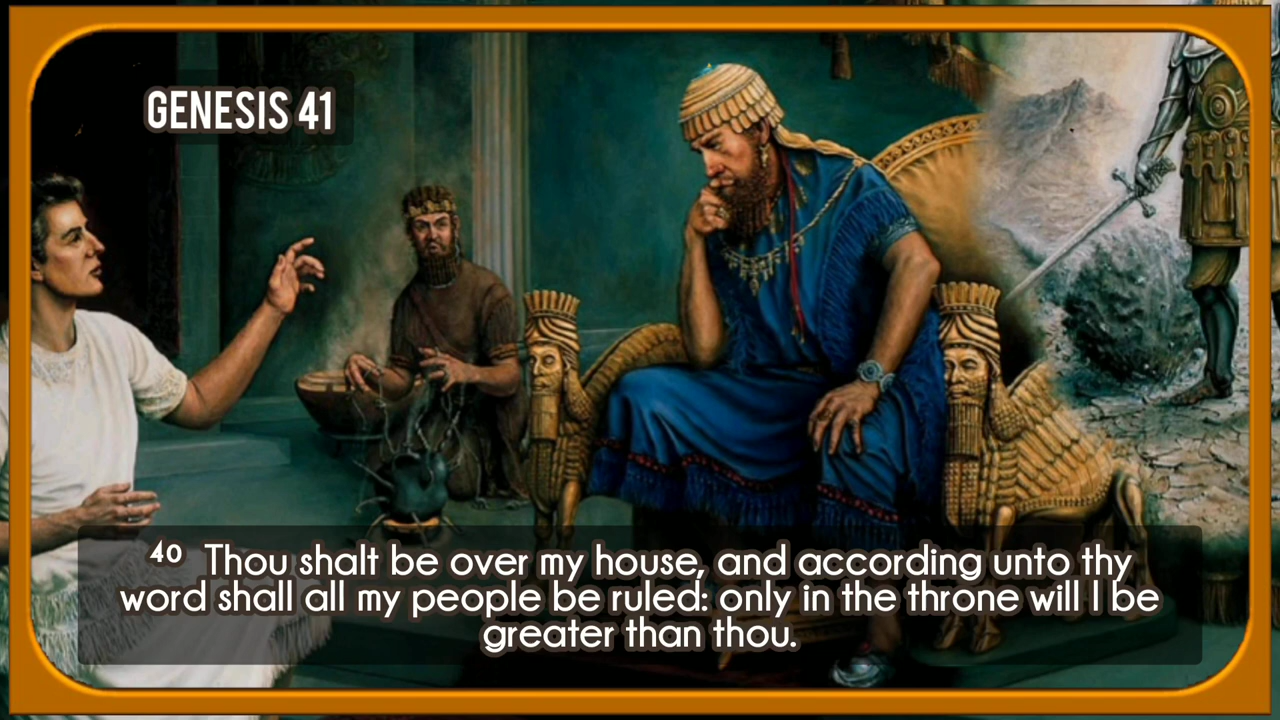 GENESIS 41
40 Thou shalt be over my house, and according unto thy
word shall all my people be ruled: only in the throne will I be
greater than thou.